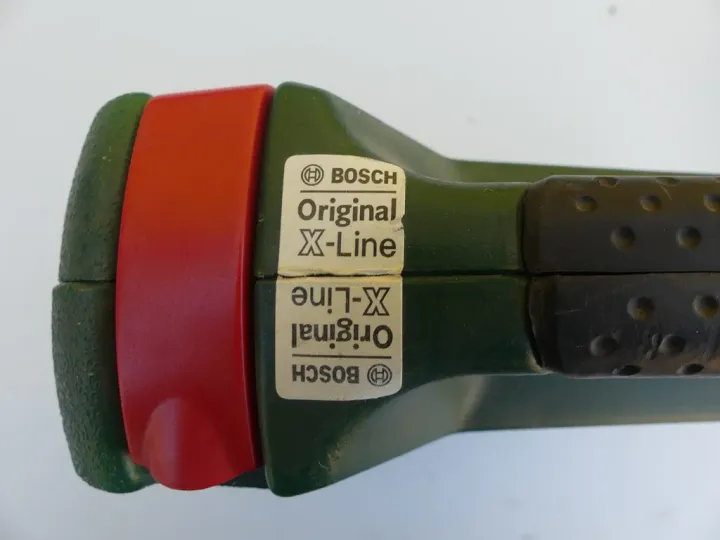 BOSCH
Original
X-Line
X-Line
Original
BOSCH